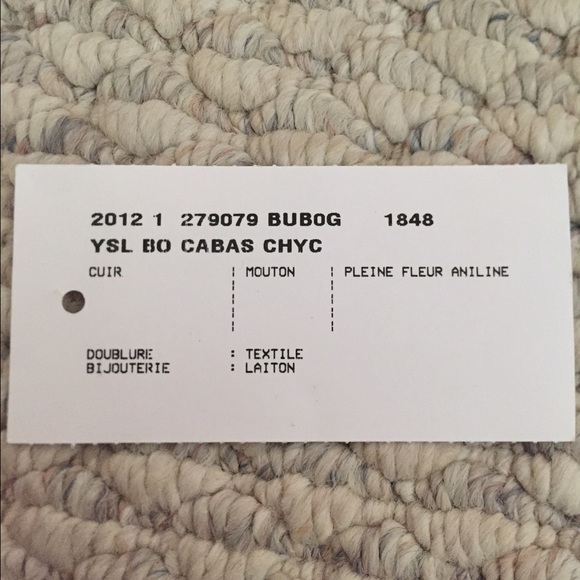 2012 1 279079 BUB0G 1848
YSL BO CABAS CHYC
CUIR ¦ MOUTON ¦ PLEINE FLEUR ANILINE
DOUBLURE : TEXTILE
BIJOUTERIE : LAITON